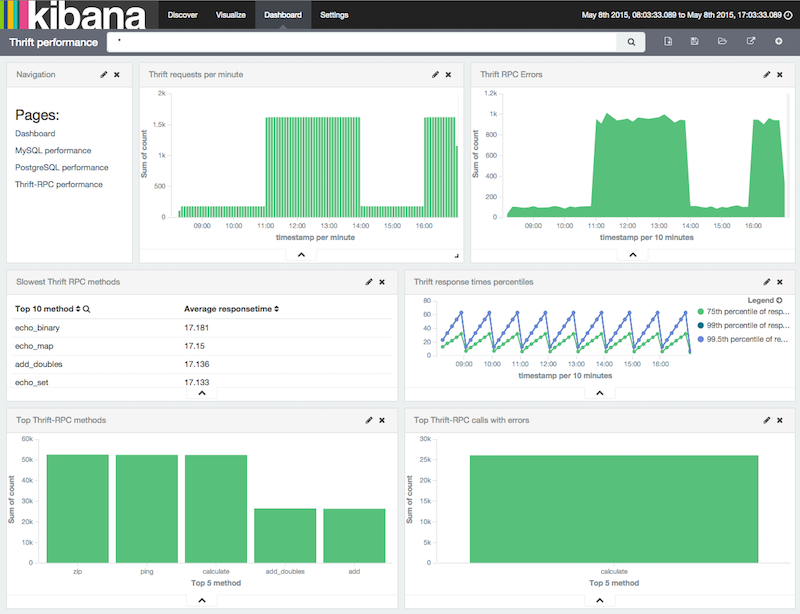 kibana
Discover Visualize Dashboard Settings
May 8th 2015, 08:03:33.089 to May 8th 2015, 17:03:33.089
Thrift performance
*
Navigation
Pages:
Dashboard
MySQL performance
PostgreSQL performance
Thrift-RPC performance
Thrift requests per minute
Sum of count
2k
1.5k
1k
500
0
09:00 10:00 11:00 12:00 13:00 14:00 15:00 16:00
timestamp per minute
Thrift RPC Errors
Sum of count
1.2k
1k
800
600
400
200
0
09:00 10:00 11:00 12:00 13:00 14:00 15:00 16:00
timestamp per 10 minutes
Slowest Thrift RPC methods
Top 10 method Average responsetime
echo_binary 17.181
echo_map 17.15
add_doubles 17.136
echo_set 17.133
Thrift response times percentiles
80
60
40
20
0
09:00 10:00 11:00 12:00 13:00 14:00 15:00 16:00
timestamp per 10 minutes
Legend
75th percentile of resp...
99th percentile of resp...
99.5th percentile of re...
Top Thrift-RPC methods
Sum of count
60k
50k
40k
30k
20k
10k
0
zip ping calculate add_doubles add
Top 5 method
Top Thrift-RPC calls with errors
Sum of count
30k
25k
20k
15k
10k
5k
0
calculate
Top 5 method